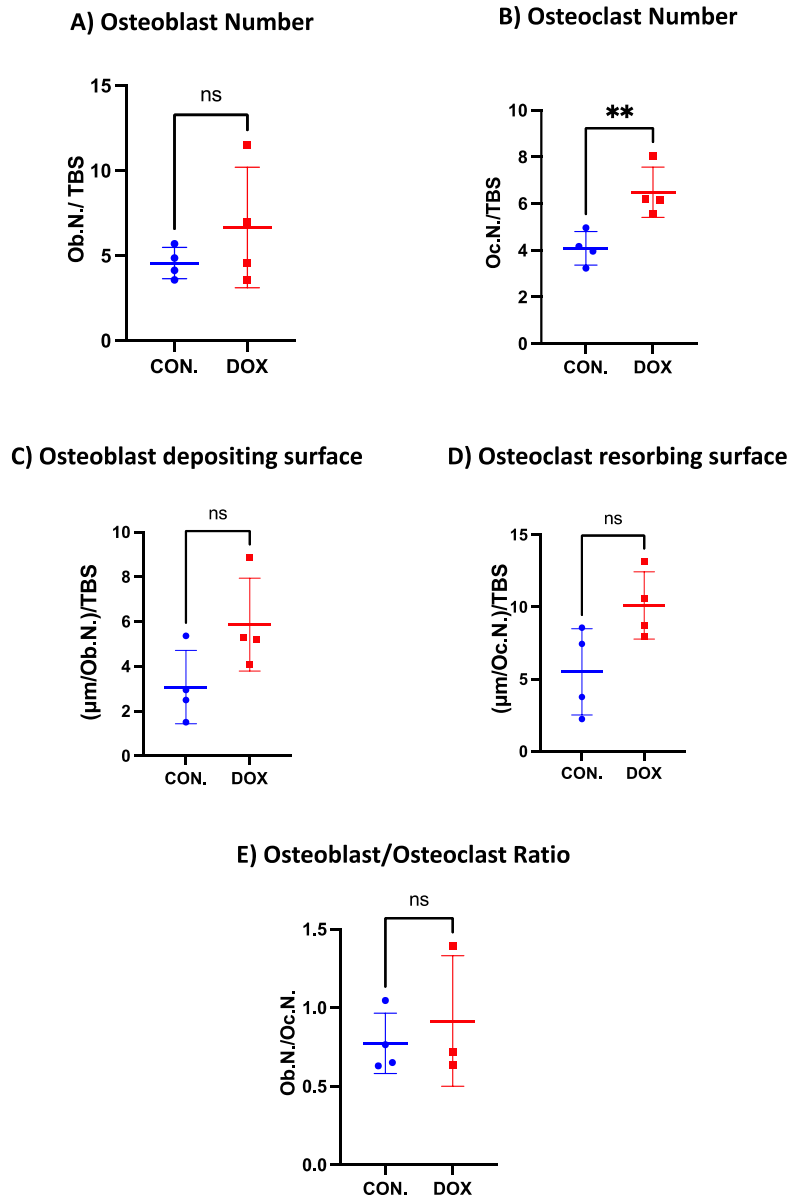 A) Osteoblast Number
15
10
5
0
Ob.N./ TBS
ns
CON. DOX
B) Osteoclast Number
10
8
6
4
2
0
Oc.N./TBS
**
CON. DOX
C) Osteoblast depositing surface
10
8
6
4
2
0
(µm/Ob.N.)/TBS
ns
CON. DOX
D) Osteoclast resorbing surface
15
10
5
0
(µm/Oc.N.)/TBS
ns
CON. DOX
E) Osteoblast/Osteoclast Ratio
1.5
1.0
0.5
0.0
Ob.N./Oc.N.
ns
CON. DOX